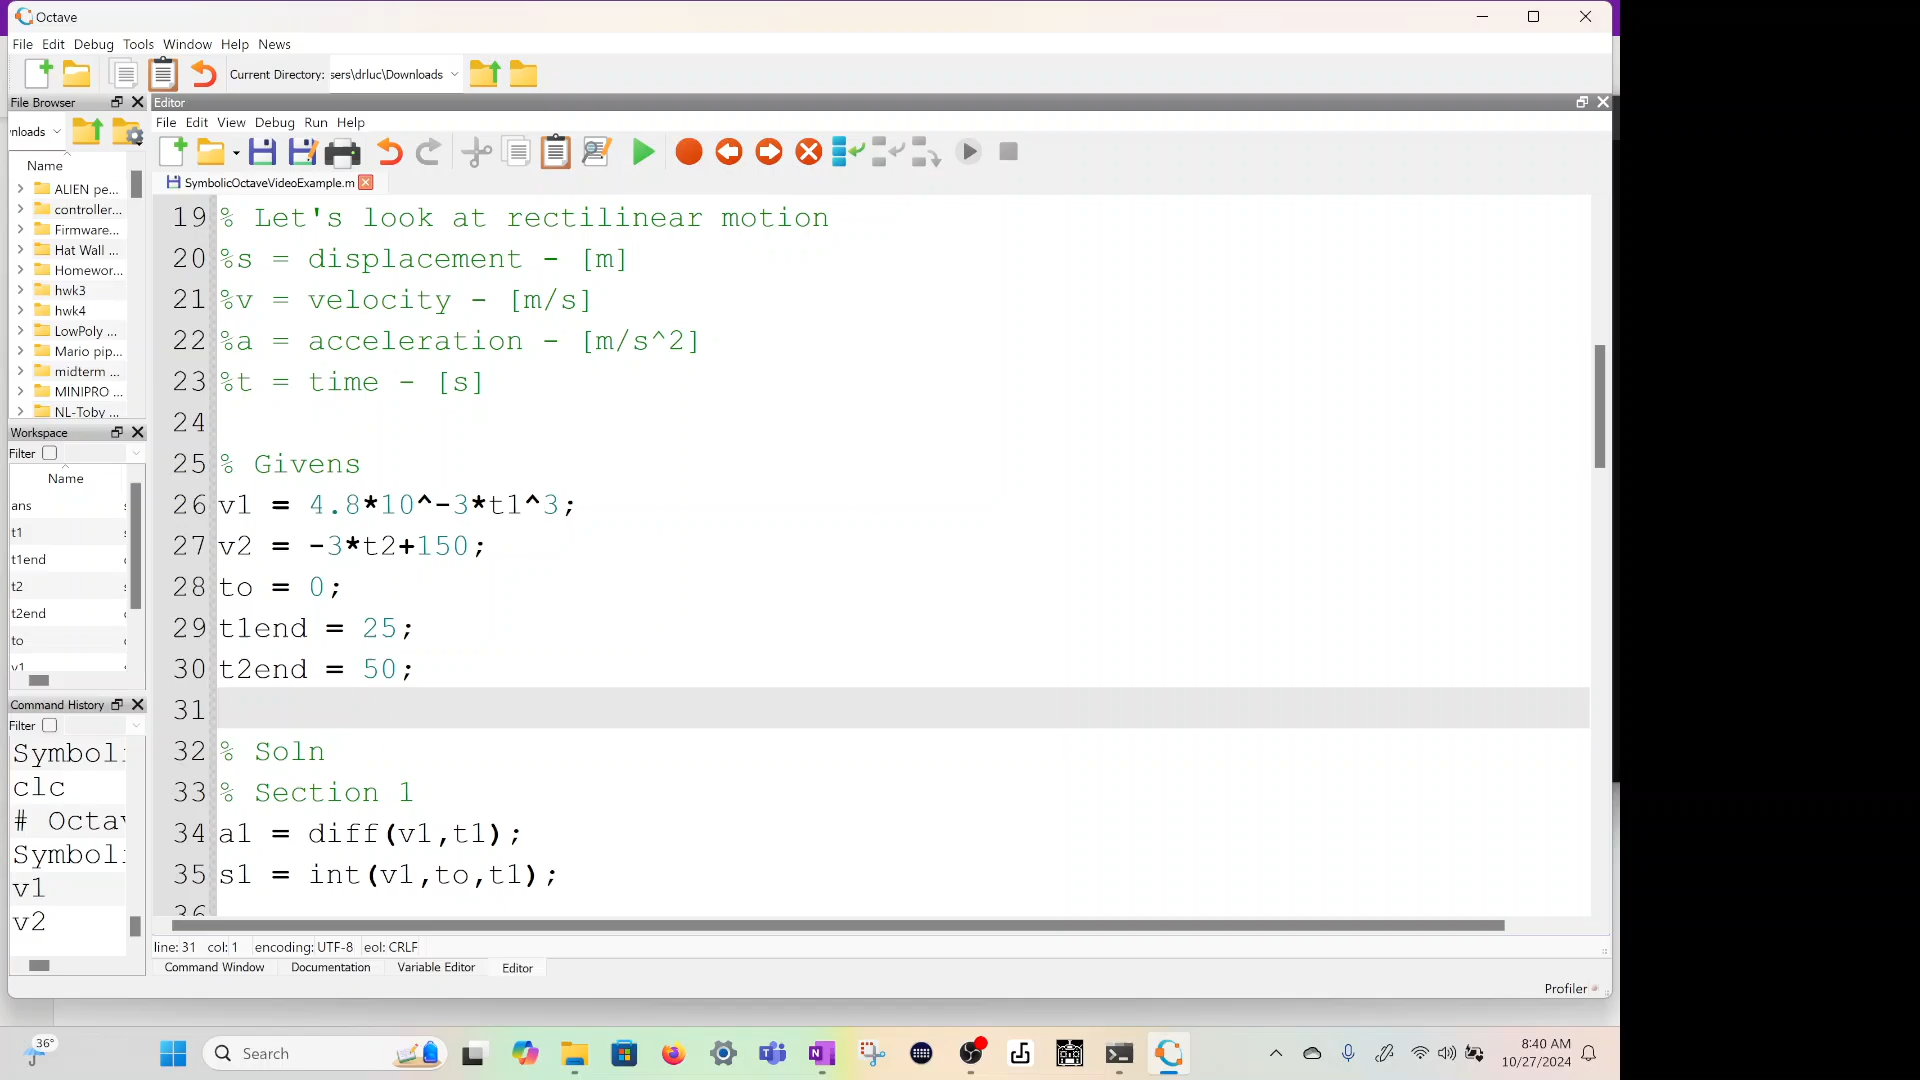 Octave
File Edit Debug Tools Window Help News
Current Directory: sers\drluc\Downloads
File Browser
Editor
File Edit View Debug Run Help
nloads
Name
ALIEN pe...
controller...
Firmware...
Hat Wall ...
Homewor...
hwk3
hwk4
LowPoly ...
Mario pip...
midterm ...
MINIPRO ...
NL-Toby ...
Workspace
Filter
Name
ans
t1
t1end
t2
t2end
to
v1
Command History
Filter
Symboli
clc
# Octav
Symboli
v1
v2
SymbolicOctaveVideoExample.m
19 % Let's look at rectilinear motion
20 %s = displacement - [m]
21 %v = velocity - [m/s]
22 %a = acceleration - [m/s^2]
23 %t = time - [s]
24
25 % Givens
26 v1 = 4.8*10^-3*t1^3;
27 v2 = -3*t2+150;
28 to = 0;
29 t1end = 25;
30 t2end = 50;
31
32 % Soln
33 % Section 1
34 a1 = diff(v1,t1);
35 s1 = int(v1,to,t1);
36
line: 31 col: 1 encoding: UTF-8 eol: CRLF
Command Window Documentation Variable Editor Editor
Profiler
36°
Search
8:40 AM
10/27/2024